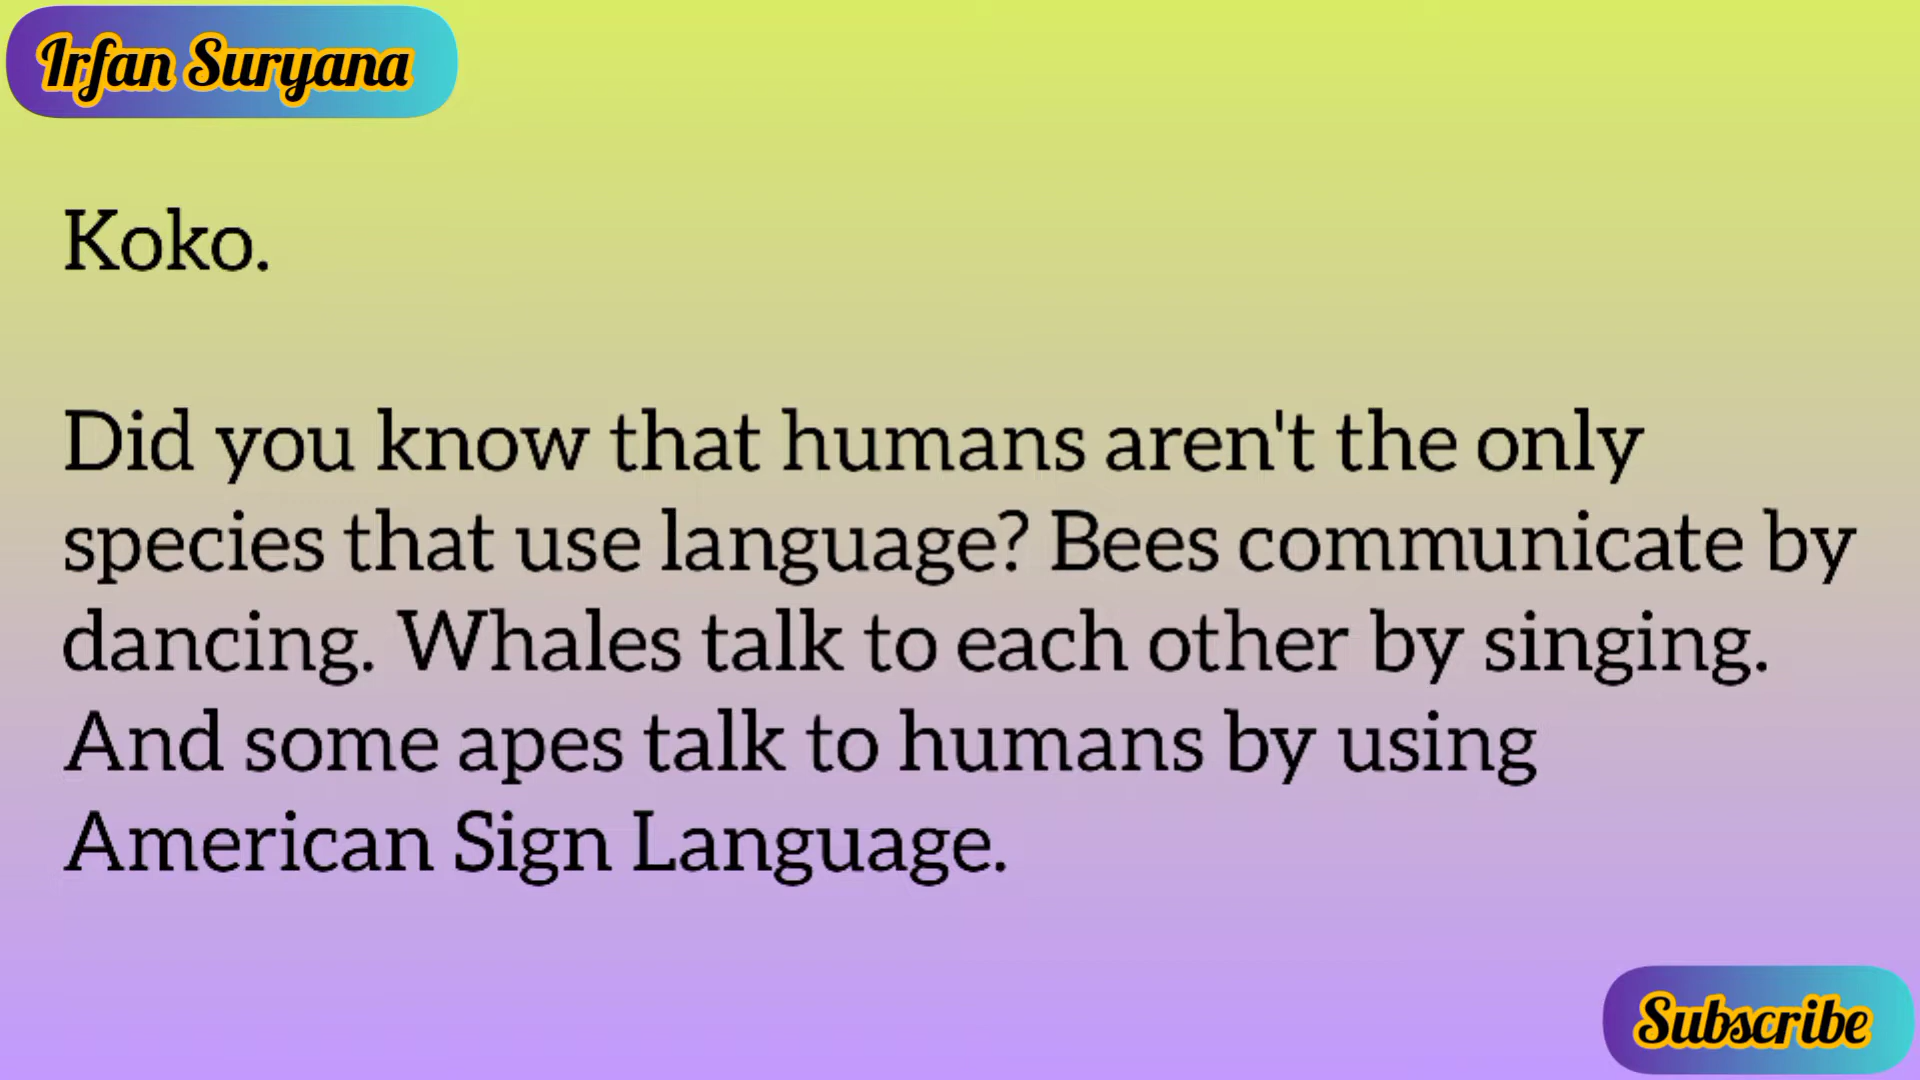 Irfan Suryana
Koko.
Did you know that humans aren't the only
species that use language? Bees communicate by
dancing. Whales talk to each other by singing.
And some apes talk to humans by using
American Sign Language.
Subscribe